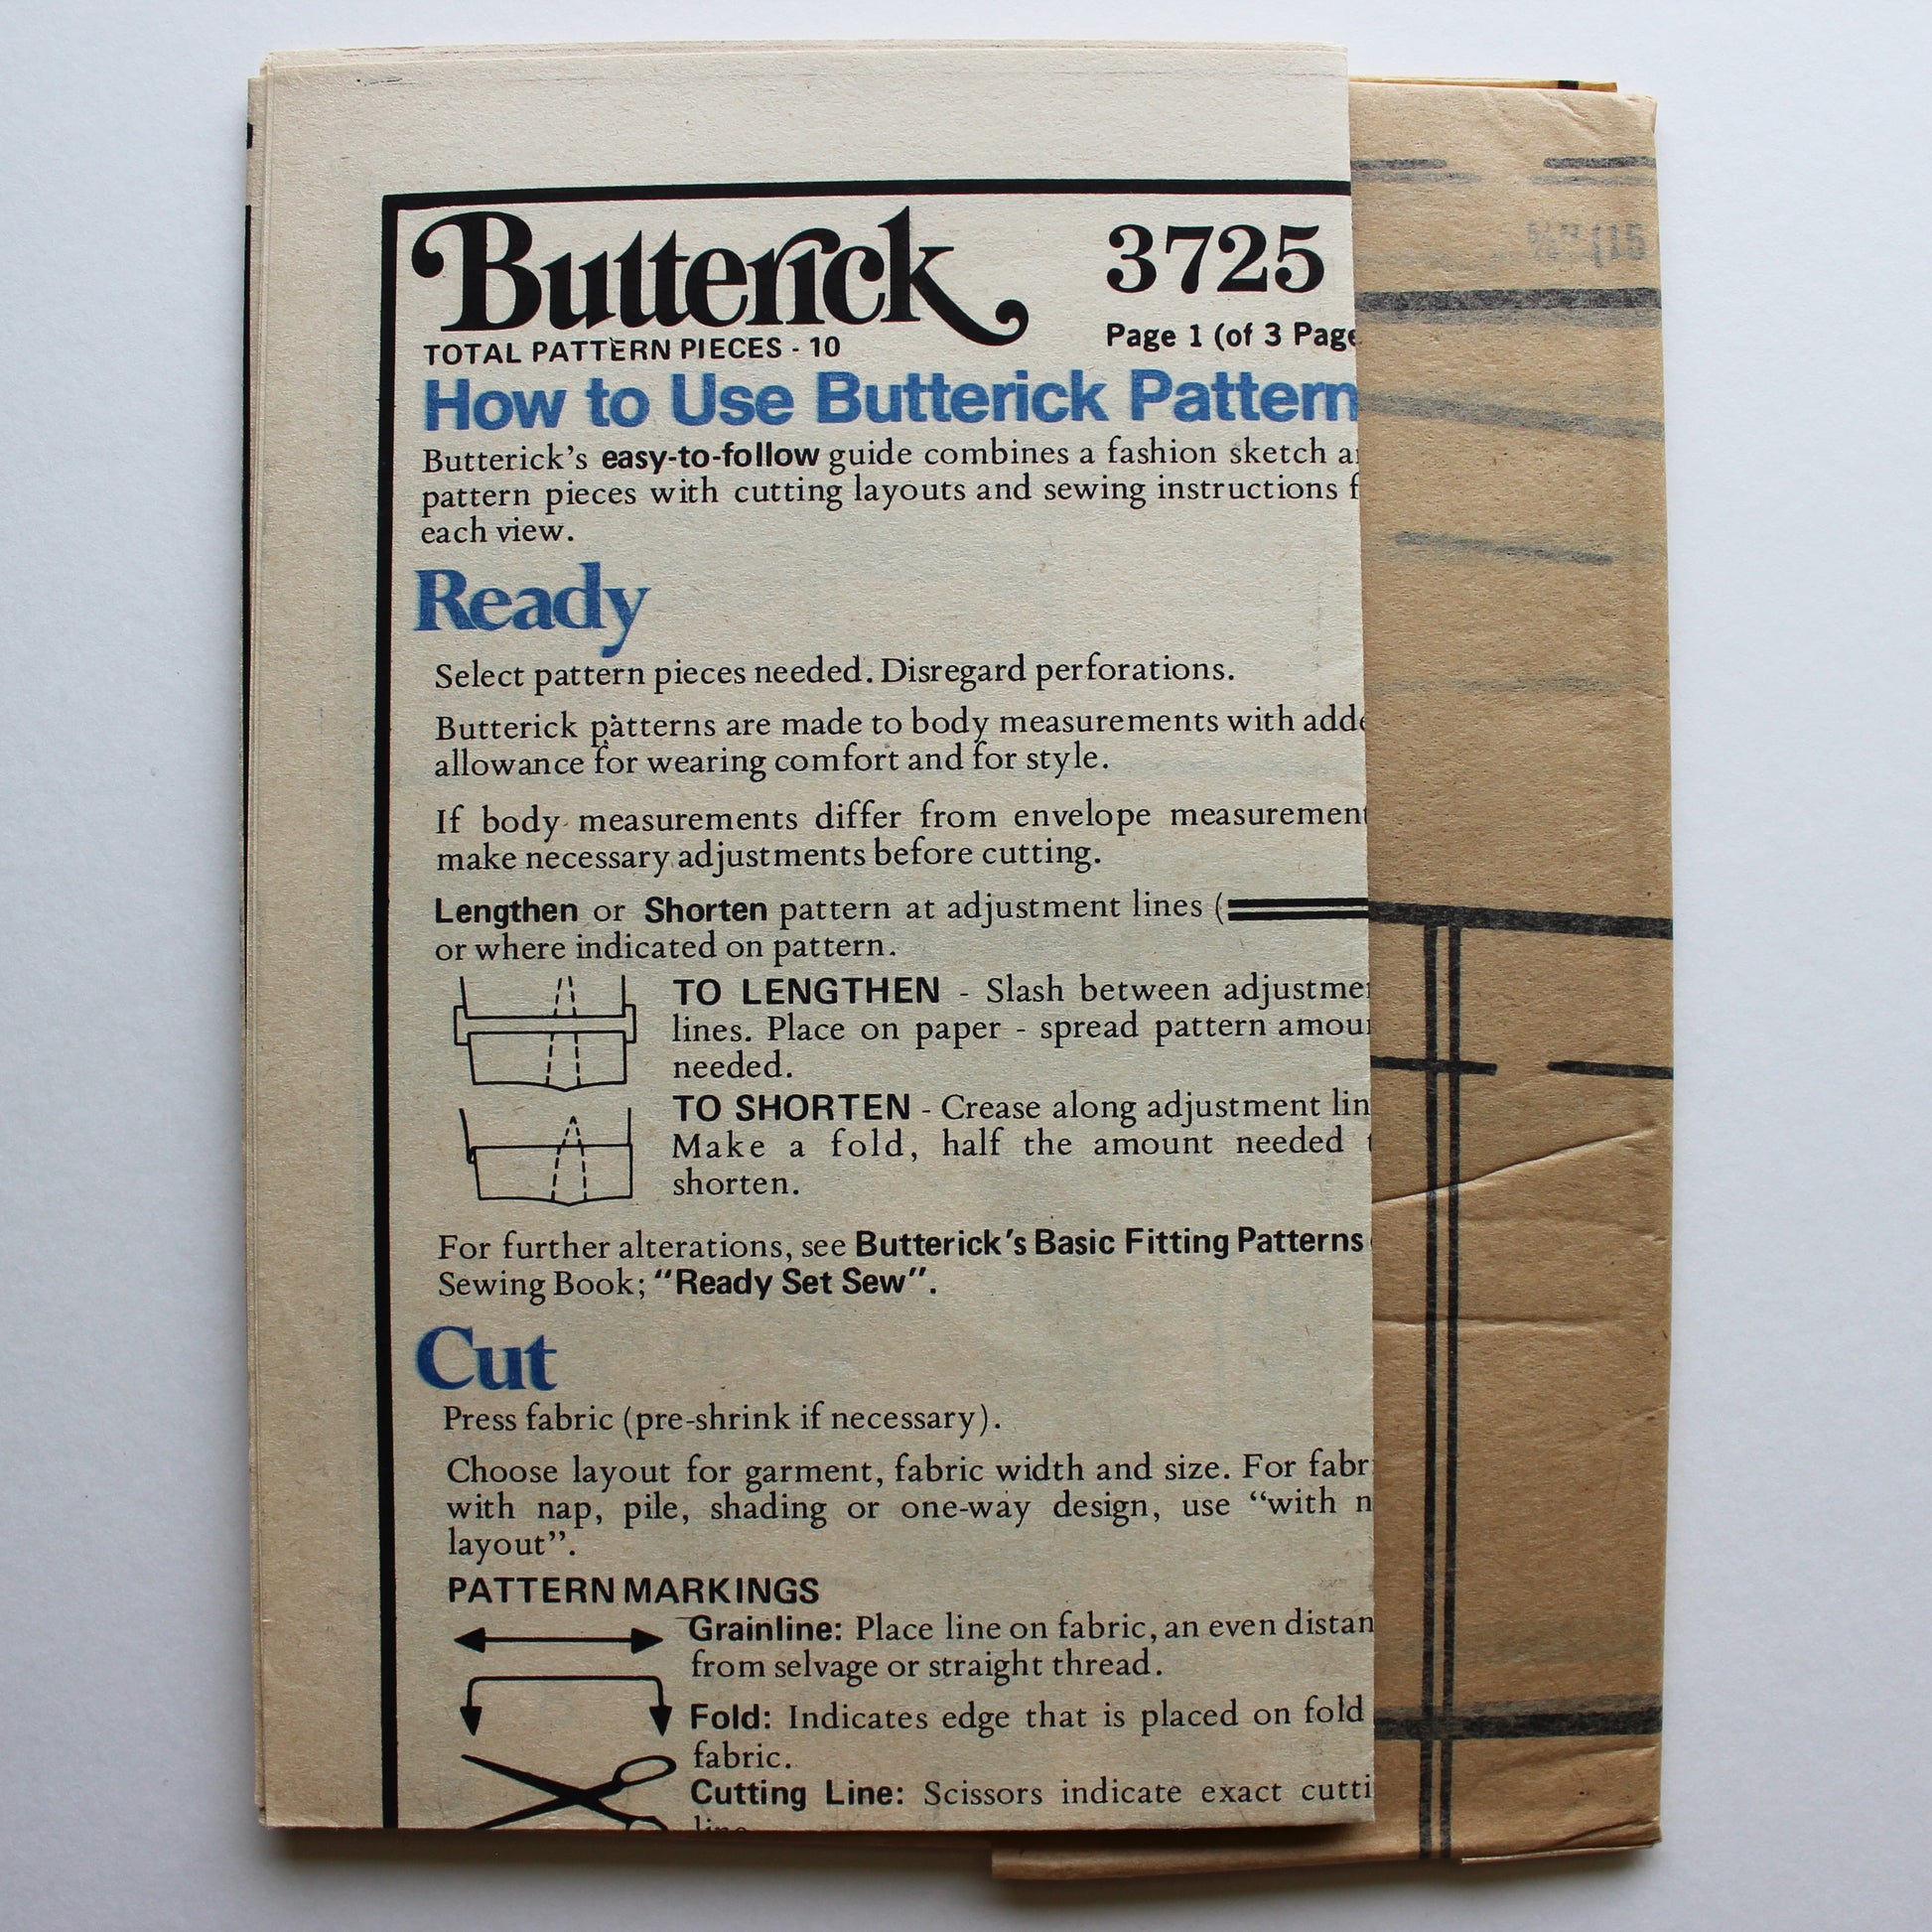 Butterick
3725
TOTAL PATTERN PIECES - 10
Page 1 (of 3 Page
How to Use Butterick Pattern
Butterick's easy-to-follow guide combines a fashion sketch
pattern pieces with cutting layouts and sewing instructions
each view.
Ready
Select pattern pieces needed. Disregard perforations.
Butterick patterns are made to body measurements with adde
allowance for wearing comfort and for style.
If body measurements differ from envelope measurement
make necessary adjustments before cutting.
Lengthen or Shorten pattern at adjustment lines (
or where indicated on pattern.
TO LENGTHEN - Slash between adjustme
lines. Place on paper - spread pattern amou
needed.
TO SHORTEN - Crease along adjustment lin
Make a fold, half the amount needed
shorten.
For further alterations, see Butterick's Basic Fitting Patterns
Sewing Book; "Ready Set Sew".
Cut
Press fabric (pre-shrink if necessary).
Choose layout for garment, fabric width and size. For fabr
with nap, pile, shading or one-way design, use "with n
layout".
PATTERN MARKINGS
Grainline: Place line on fabric, an even distan
from selvage or straight thread.
Fold: Indicates edge that is placed on fold
fabric.
Cutting Line: Scissors indicate exact cutti
line
5/8" (15